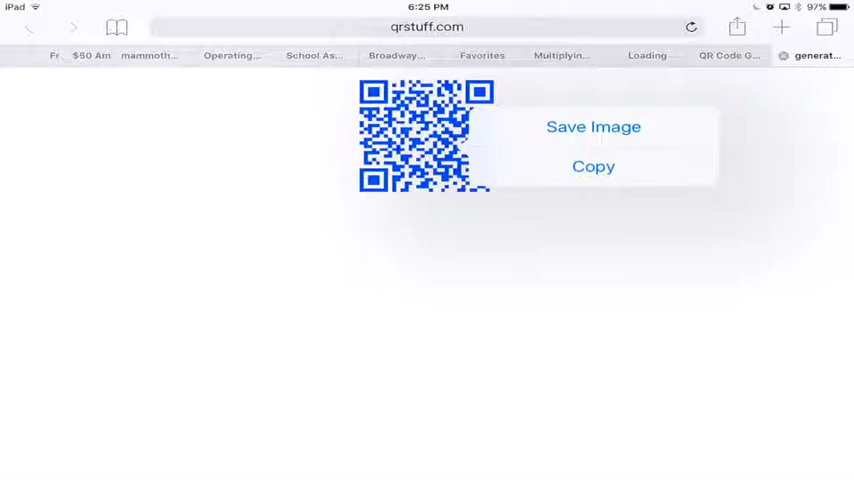 iPad 6:25 PM 97%
qrstuff.com
Fr $50 Am mammoth... Operating... School As... Broadway... Favorites Multiplyin... Loading QR Code G... generat...
Save Image
Copy